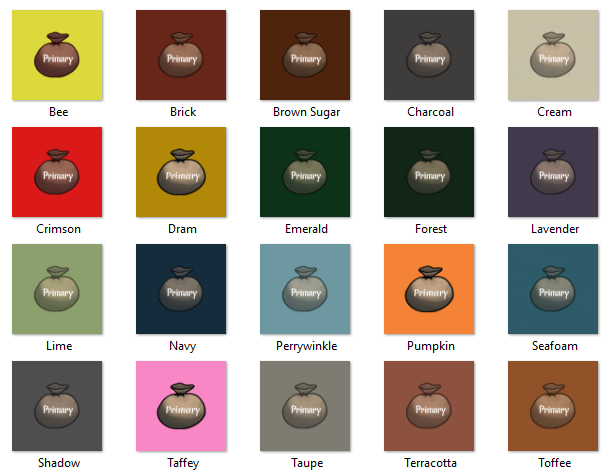 Primary Primary Primary Primary Primary
Bee Brick Brown Sugar Charcoal Cream
Primary Primary Primary Primary Primary
Crimson Dram Emerald Forest Lavender
Primary Primary Primary Primary Primary
Lime Navy Perrywinkle Pumpkin Seafoam
Primary Primary Primary Primary Primary
Shadow Taffey Taupe Terracotta Toffee